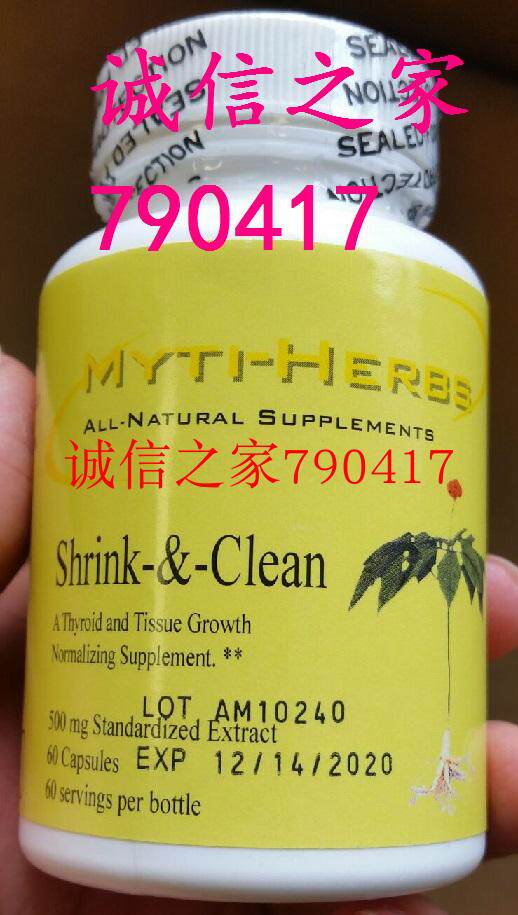 诚信之家
790417
SEALED
SEALED
MYTI-HERBS
ALL-NATURAL SUPPLEMENTS
诚信之家790417
Shrink-&-Clean
A Thyroid and Tissue Growth
Normalizing Supplement. **
LOT AM10240
500 mg Standardized Extract
60 Capsules EXP 12/14/2020
60 servings per bottle